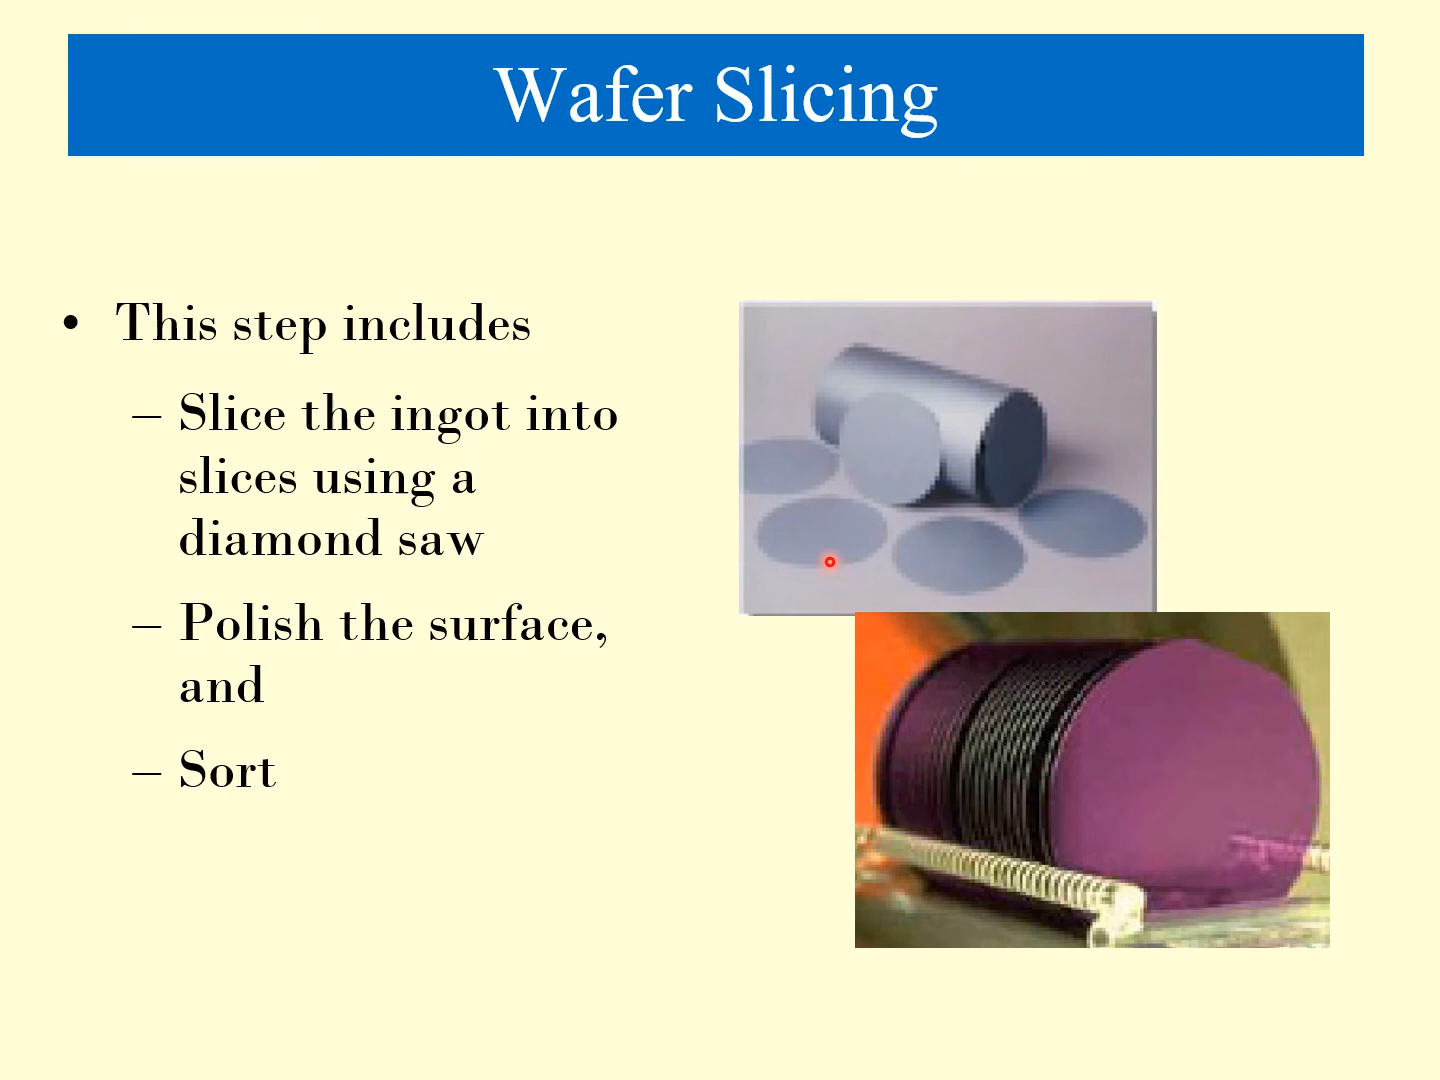 Wafer Slicing
• This step includes
– Slice the ingot into
slices using a
diamond saw
– Polish the surface,
and
– Sort